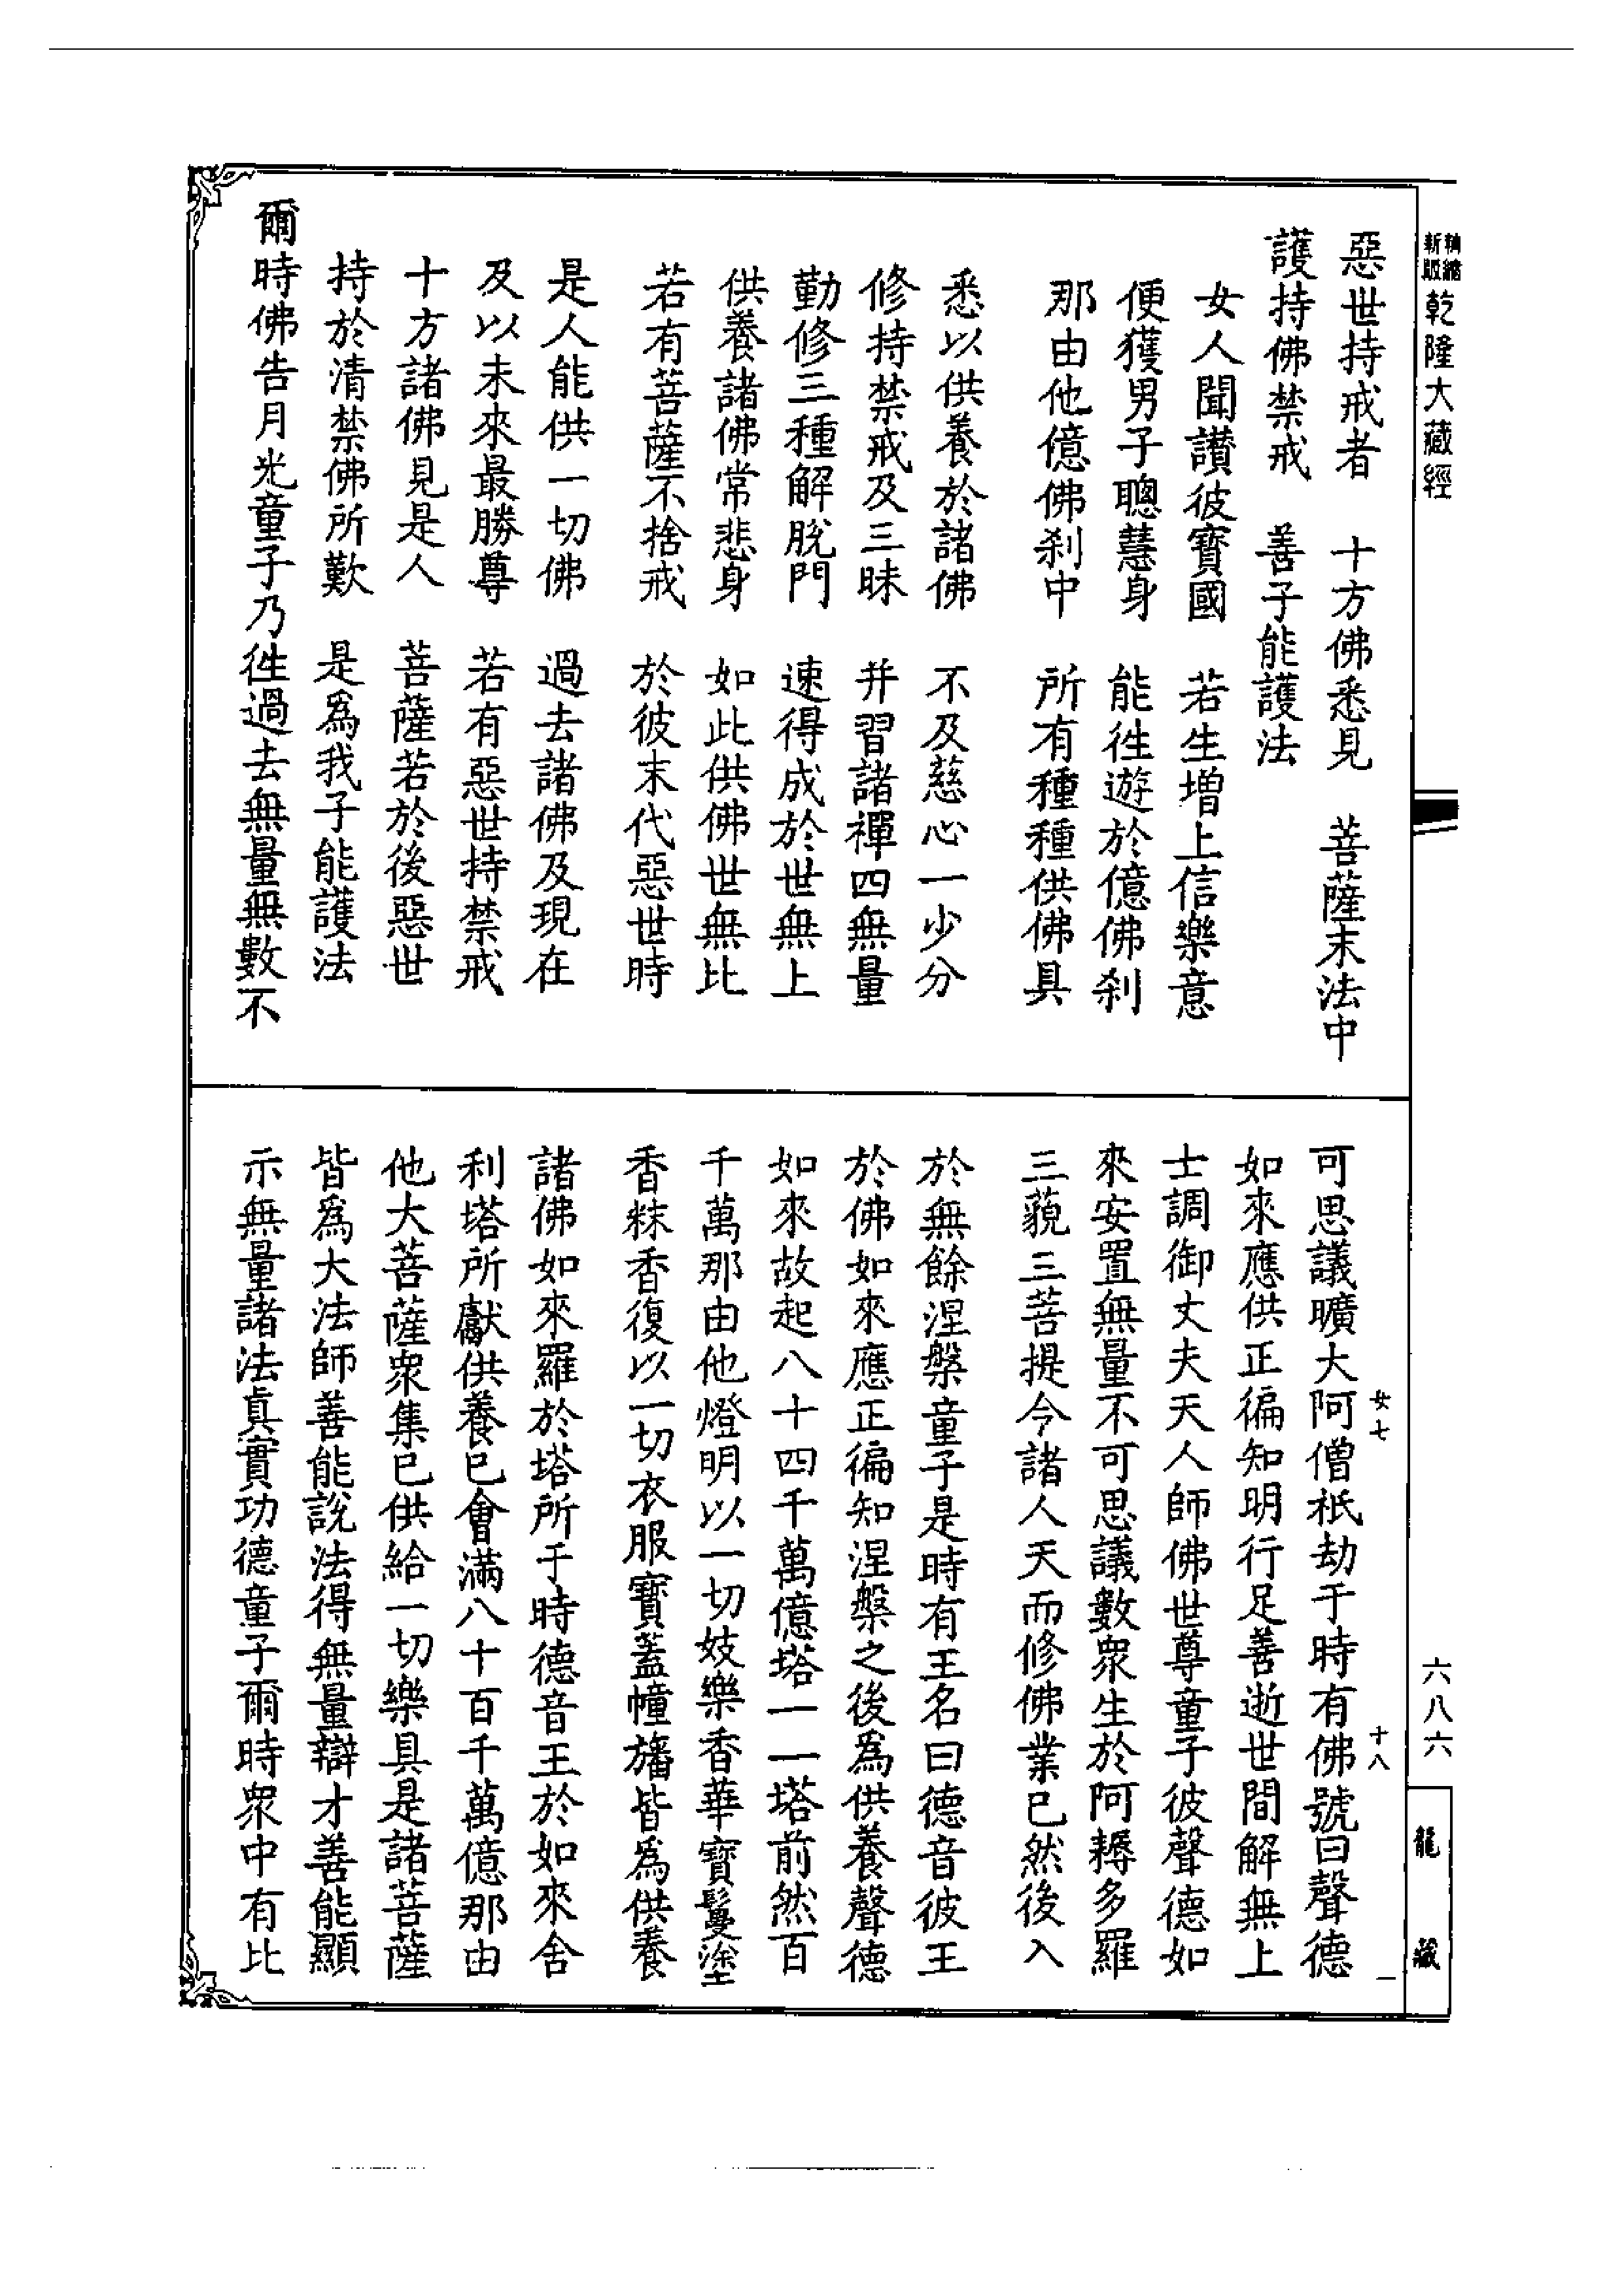 精縮
新版
乾隆大藏經
惡世持戒者　十方佛悉見　菩薩末法中
護持佛禁戒　善子能護法
女人聞讚彼寶國　若生增上信樂意
便獲男子聰慧身　能徃遊於億佛刹
那由他億佛刹中　所有種種供佛具
悉以供養於諸佛　不及慈心一少分
修持禁戒及三昧　并習諸禪四無量
勤修三種解脫門　速得成於世無上
供養諸佛常悲身　如此供佛世無比
若有菩薩不捨戒　於彼末代惡世時
是人能供一切佛　過去諸佛及現在
及以未來最勝尊　若有惡世持禁戒
十方諸佛見是人　菩薩若於後惡世
持於清禁佛所歎　是爲我子能護法
爾時佛告月光童子乃徃過去無量無數不
女七
十八
一
可思議曠大阿僧祇劫于時有佛號曰聲德
如來應供正徧知明行足善逝世間解無上
士調御丈夫天人師佛世尊童子彼聲德如
來安置無量不可思議數衆生於阿耨多羅
三藐三菩提今諸人天而修佛業已然後入
於無餘涅槃童子是時有王名曰德音彼王
於佛如來應正徧知涅槃之後爲供養聲德
如來故起八十四千萬億塔一一塔前然百
千萬那由他燈明以一切妓樂香華寶鬘塗
香粖香復以一切衣服寶蓋幢旛皆爲供養
諸佛如來羅於塔所于時德音王於如來舍
利塔所獻供養已會滿八十百千萬億那由
他大菩薩衆集已供給一切樂具是諸菩薩
皆爲大法師善能說法得無量辯才善能顯
示無量諸法真實功德童子爾時衆中有比
六八六
龍藏